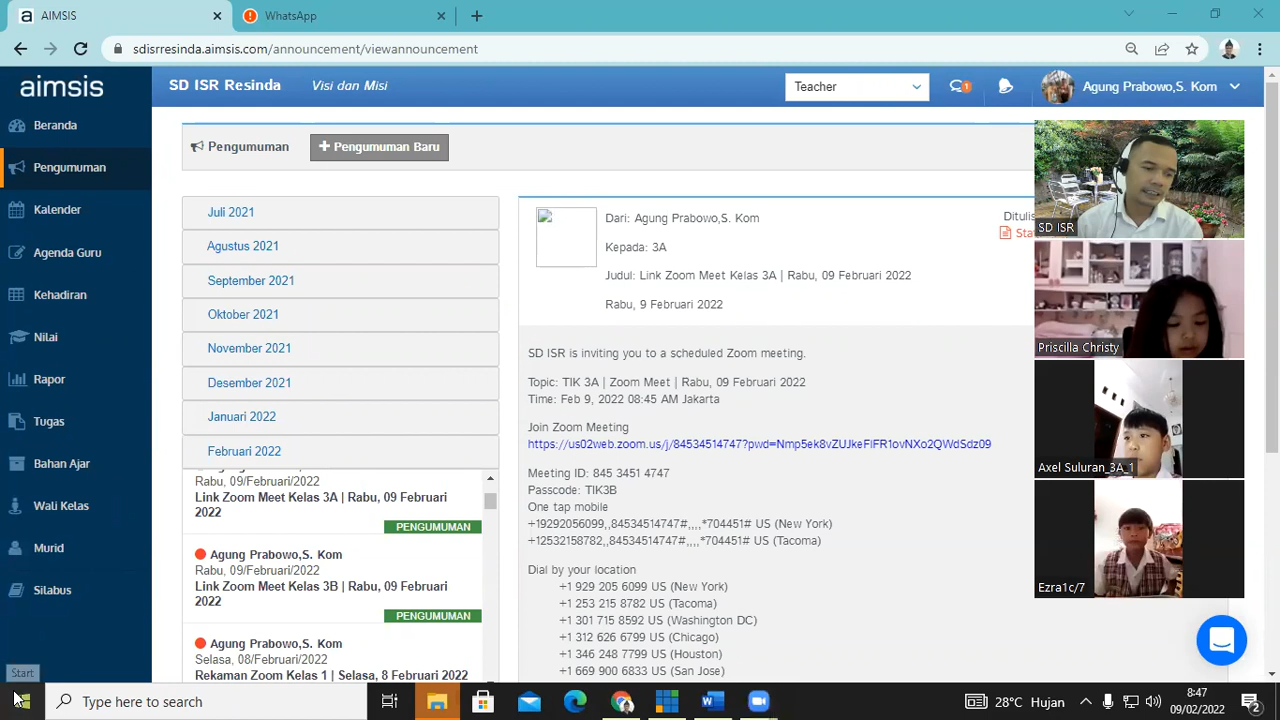 AIMSIS
WhatsApp
sdisrresinda.aimsis.com/announcement/viewannouncement
aimsis
SD ISR Resinda
Visi dan Misi
Teacher
1
Agung Prabowo,S. Kom
Beranda
Pengumuman
Kalender
Agenda Guru
Kehadiran
Nilai
Rapor
Tugas
Bahan Ajar
Wali Kelas
Murid
Silabus
Pengumuman
Pengumuman Baru
Juli 2021
Agustus 2021
September 2021
Oktober 2021
November 2021
Desember 2021
Januari 2022
Februari 2022
Rabu, 09/Februari/2022
Link Zoom Meet Kelas 3A | Rabu, 09 Februari
2022
PENGUMUMAN
Agung Prabowo,S. Kom
Rabu, 09/Februari/2022
Link Zoom Meet Kelas 3B | Rabu, 09 Februari
2022
PENGUMUMAN
Agung Prabowo,S. Kom
Selasa, 08/Februari/2022
Rekaman Zoom Kelas 1 | Selasa, 8 Februari 2022
Dari: Agung Prabowo,S. Kom
Kepada: 3A
Judul: Link Zoom Meet Kelas 3A | Rabu, 09 Februari 2022
Rabu, 9 Februari 2022
Ditulis
Sta
SD ISR is inviting you to a scheduled Zoom meeting.
Topic: TIK 3A | Zoom Meet | Rabu, 09 Februari 2022
Time: Feb 9, 2022 08:45 AM Jakarta
Join Zoom Meeting
https://us02web.zoom.us/j/84534514747?pwd=Nmp5ek8vZUJkeFiFR1ovNXo2QWdSdz09
Meeting ID: 845 3451 4747
Passcode: TIK3B
One tap mobile
+19292056099,,84534514747#,,,,*704451# US (New York)
+12532158782,,84534514747#,,,,*704451# US (Tacoma)
Dial by your location
+1 929 205 6099 US (New York)
+1 253 215 8782 US (Tacoma)
+1 301 715 8592 US (Washington DC)
+1 312 626 6799 US (Chicago)
+1 346 248 7799 US (Houston)
+1 669 900 6833 US (San Jose)
SD ISR
Priscilla Christy
Axel Suluran_3A_1
Ezra1c/7
Start
Type here to search
28°C Hujan
8:47
09/02/2022
2